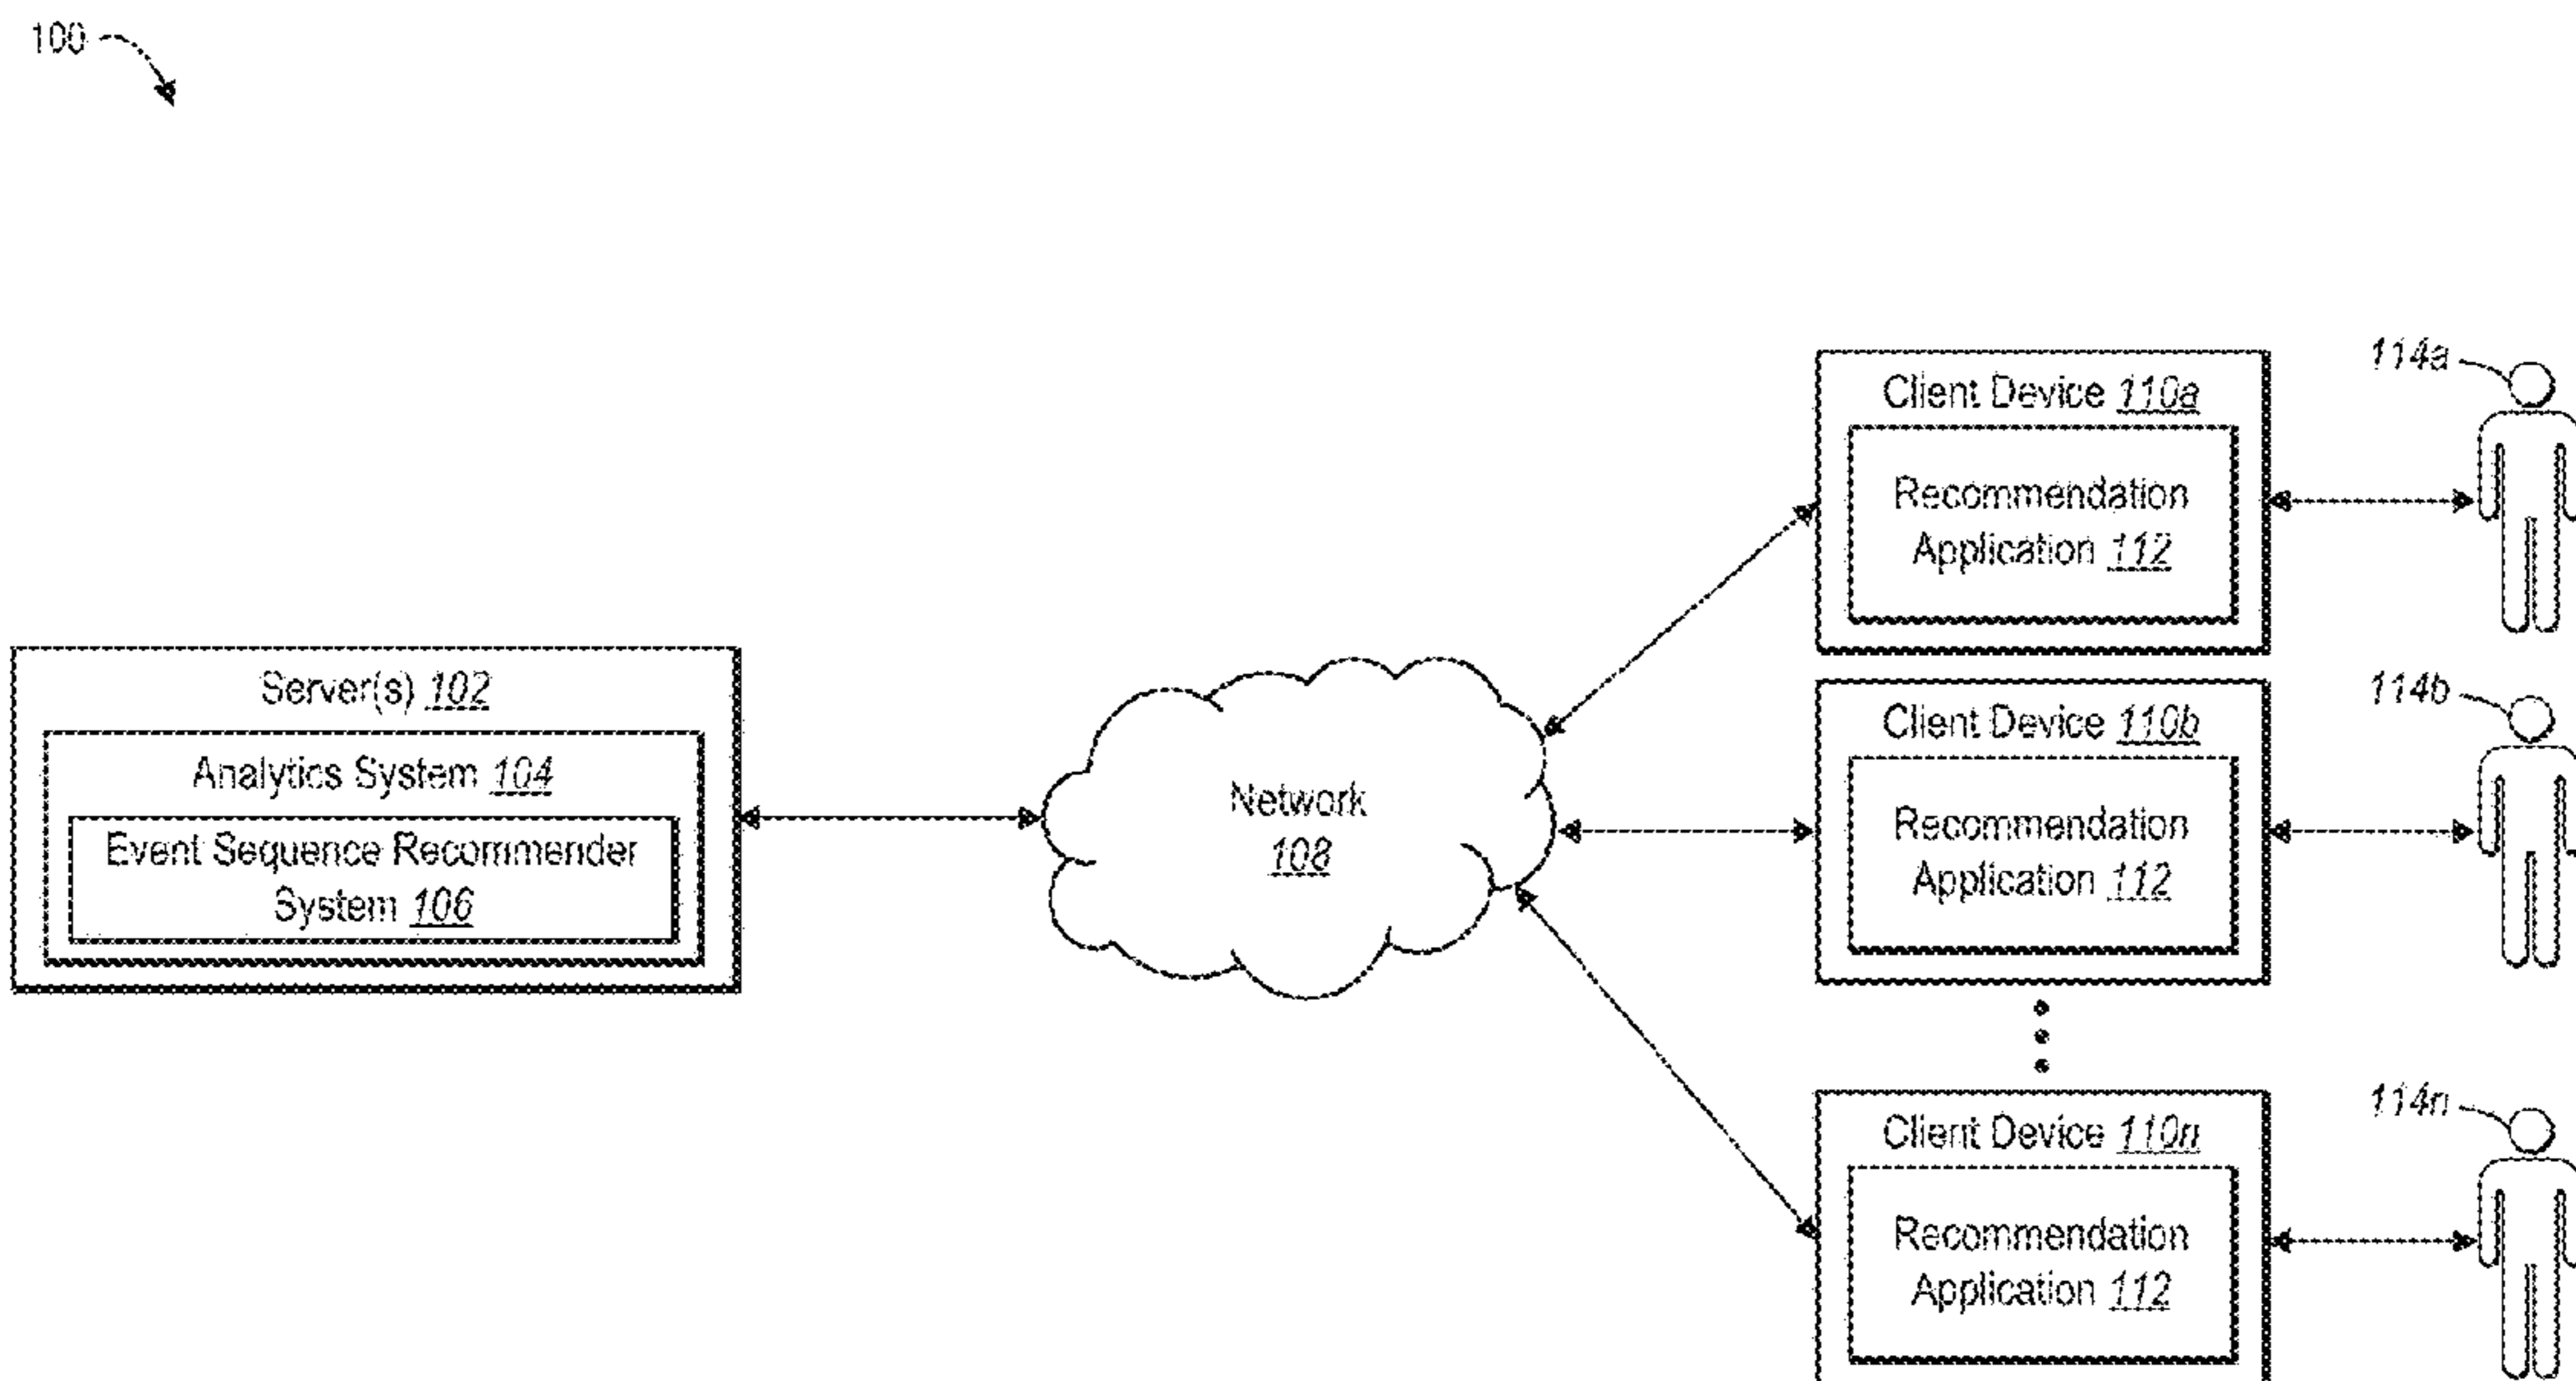 100
114a
Client Device 110a
Recommendation
Application 112
Server(s) 102
Analytics System 104
Event Sequence Recommender
System 106
Network
108
114b
Client Device 110b
Recommendation
Application 112
114n
Client Device 110n
Recommendation
Application 112